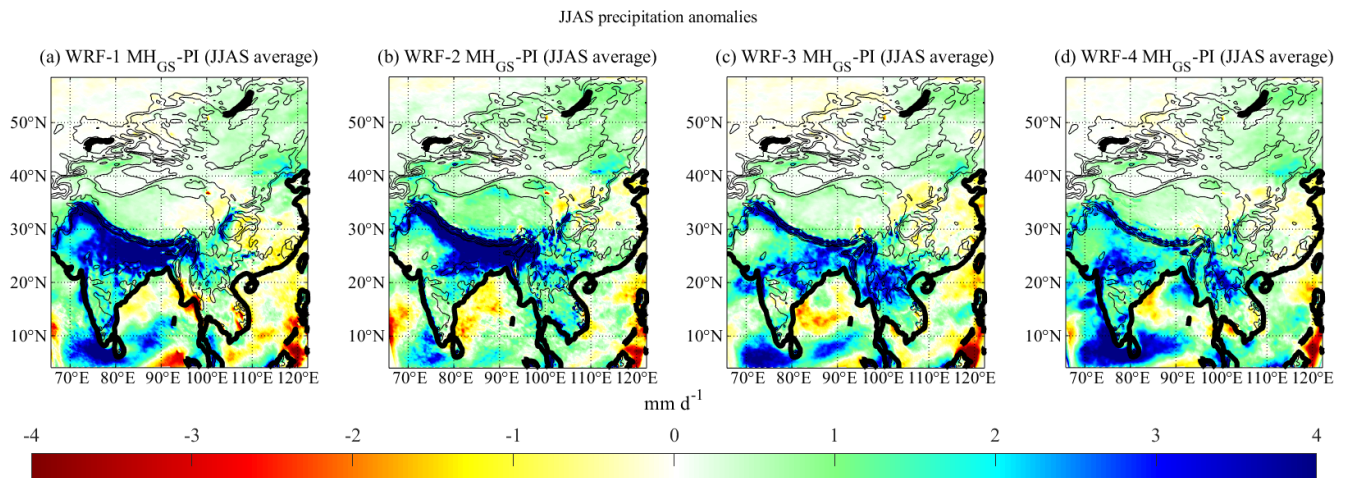 JJAS precipitation anomalies
(a) WRF-1 MH_GS-PI (JJAS average)
(b) WRF-2 MH_GS-PI (JJAS average)
(c) WRF-3 MH_GS-PI (JJAS average)
(d) WRF-4 MH_GS-PI (JJAS average)
50°N 50°N 50°N 50°N
40°N 40°N 40°N 40°N
30°N 30°N 30°N 30°N
20°N 20°N 20°N 20°N
10°N 10°N 10°N 10°N
70°E 80°E 90°E 100°E 110°E 120°E 70°E 80°E 90°E 100°E 110°E 120°E 70°E 80°E 90°E 100°E 110°E 120°E 70°E 80°E 90°E 100°E 110°E 120°E
mm d⁻¹
-4 -3 -2 -1 0 1 2 3 4